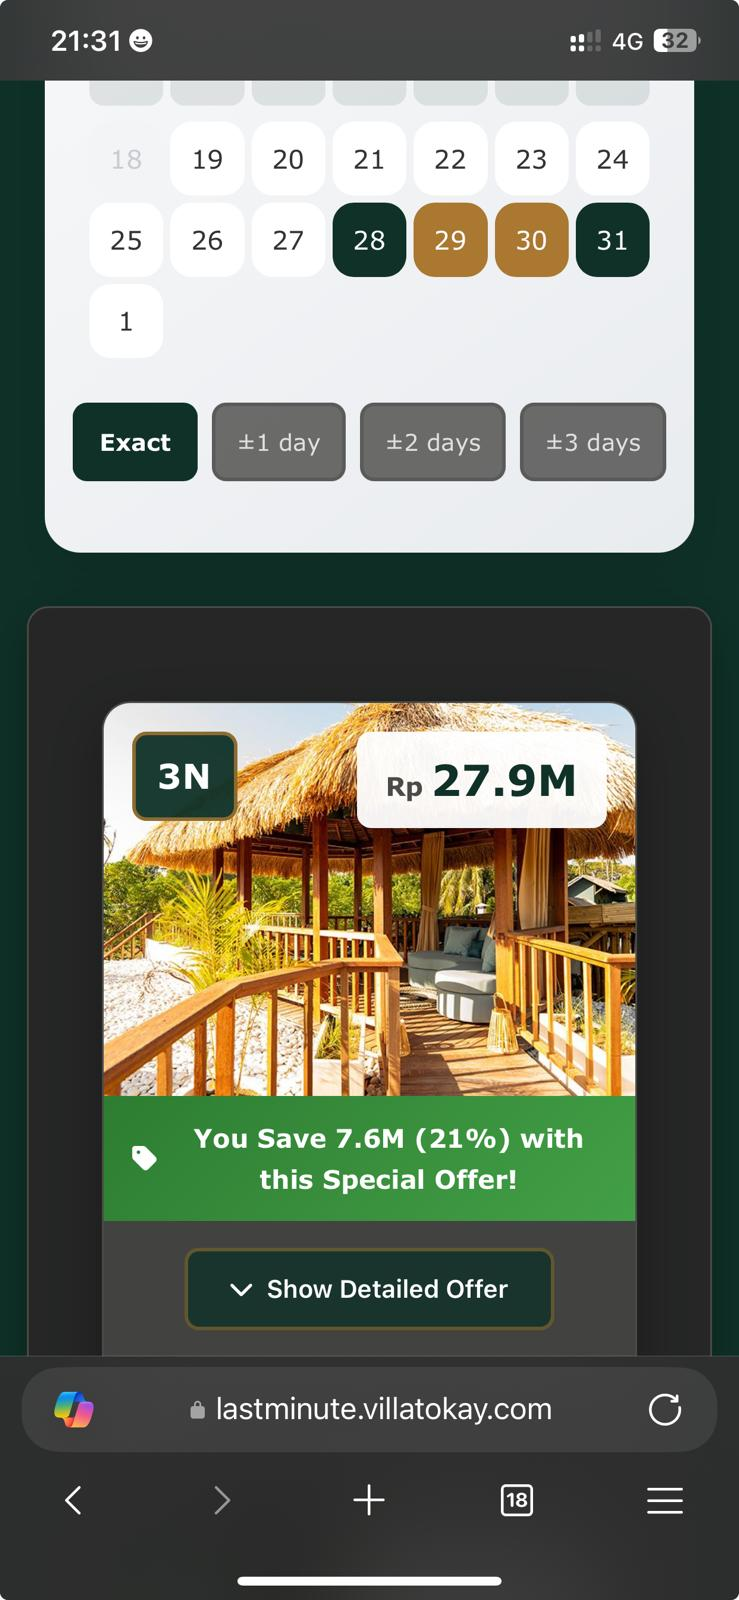 21:31 4G 32
18 19 20 21 22 23 24
25 26 27 28 29 30 31
1
Exact ±1 day ±2 days ±3 days
3N Rp 27.9M
You Save 7.6M (21%) with
this Special Offer!
Show Detailed Offer
lastminute.villatokay.com
18